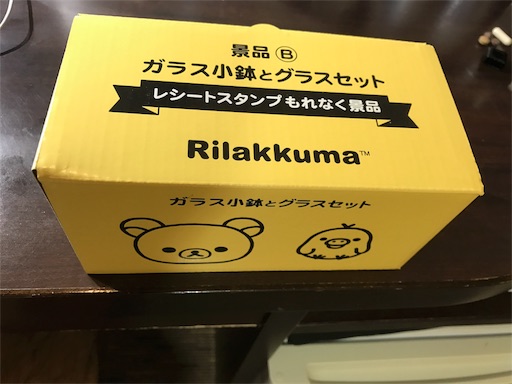 景品 Ⓑ
ガラス小鉢とグラスセット
レシートスタンプもれなく景品
Rilakkuma™
ガラス小鉢とグラスセット